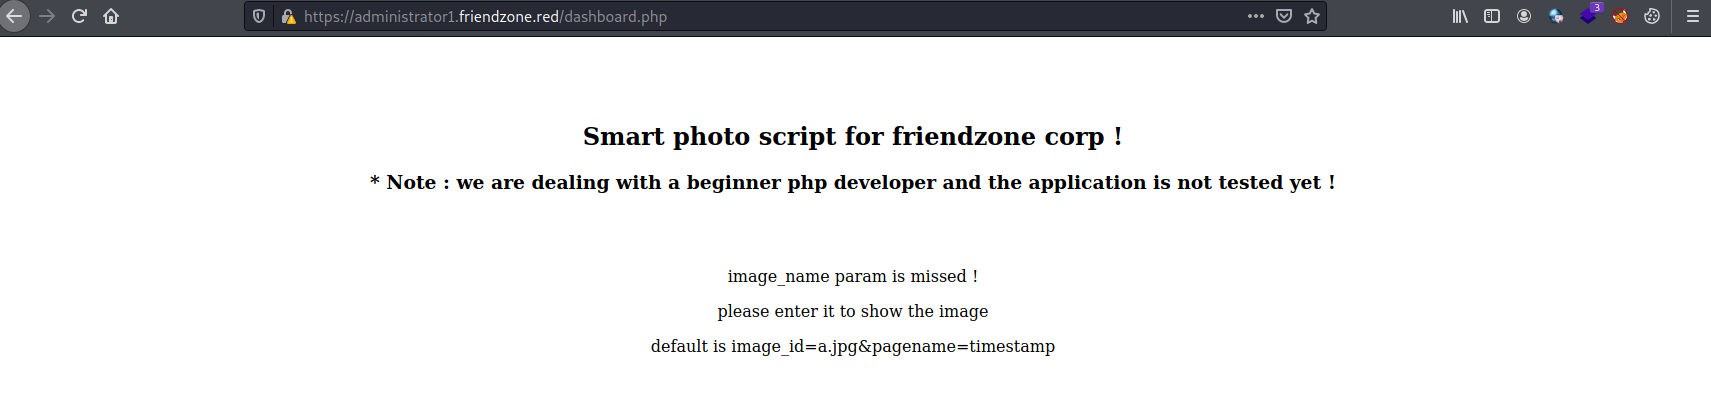 https://administrator1.friendzone.red/dashboard.php
3
Smart photo script for friendzone corp !
* Note : we are dealing with a beginner php developer and the application is not tested yet !
image_name param is missed !
please enter it to show the image
default is image_id=a.jpg&pagename=timestamp